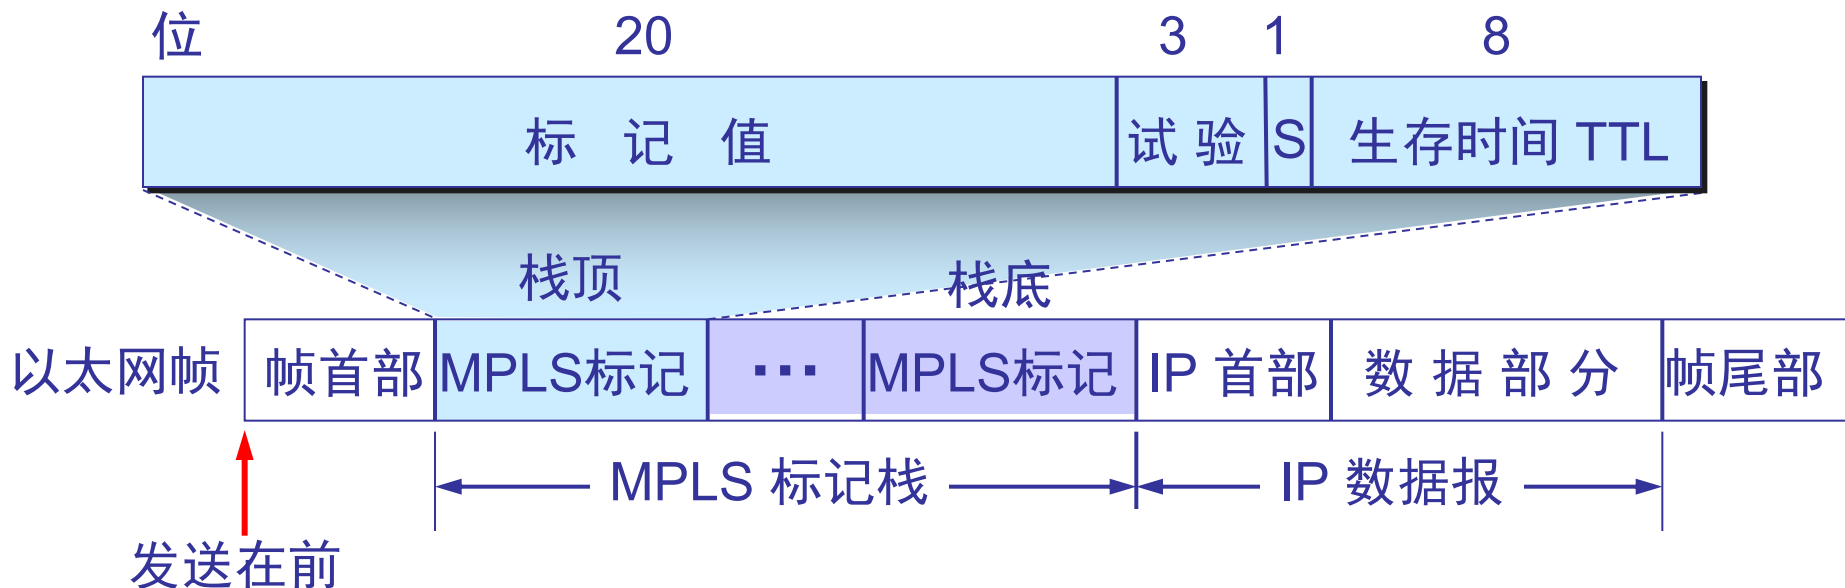 位 20 3 1 8
标 记 值 试 验 S 生存时间 TTL
栈顶 栈底
以太网帧 帧首部 MPLS标记 … MPLS标记 IP 首部 数 据 部 分 帧尾部
MPLS 标记栈 IP 数据报
发送在前